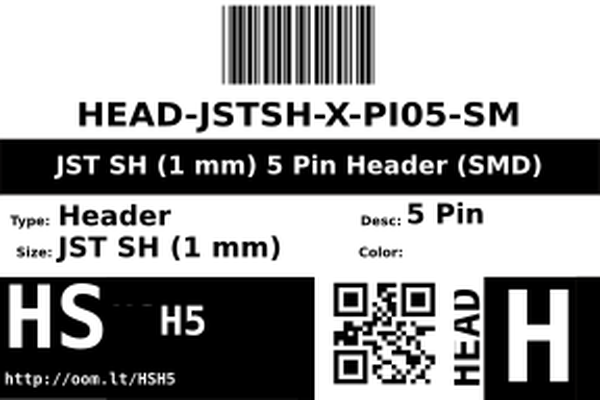 HEAD-JSTSH-X-PI05-SM
JST SH (1 mm) 5 Pin Header (SMD)
Type: Header
Desc: 5 Pin
Size: JST SH (1 mm)
Color:
HS H5
http://oom.lt/HSH5
HEAD
H